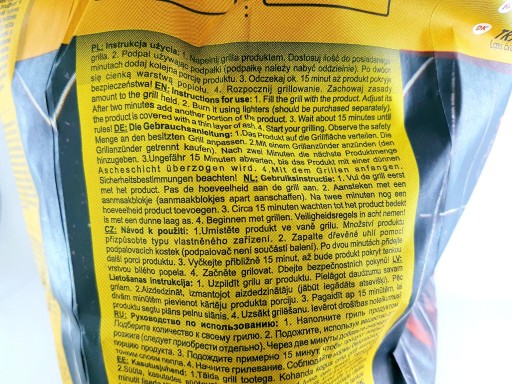 PL: Instrukcja użycia: 1. Napełnij grilla produktem. Dostosuj ilość do posiadanego
grilla. 2. Podpal używając podpałki (podpałkę należy nabyć oddzielnie). Po dwóch
minutach dodaj kolejną porcję produktu. 3. Odczekaj ok. 15 minut aż produkt pokryje
się cienką warstwą popiołu. 4. Rozpocznij grillowanie. Zachowaj zasady
bezpieczeństwa! EN: Instructions for use: 1. Fill the grill with the product. Adjust its
amount to the grill held. 2. Burn it using lighters (should be purchased separately).
After two minutes add another portion of the product. 3. Wait about 15 minutes until
the product is covered with a thin layer of ash. 4. Start your grilling. Observe the safety
rules! DE: Die Gebrauchsanleitung: 1.Das Produkt auf die Grillfläche verteilen. Die
Menge an den besitzten Grill anpassen. 2.Mit einem Grillanzünder anzünden (den
Grillanzünder getrennt kaufen). Nach zwei Minuten die nächste Produktmenge
hinzugeben. 3.Ungefähr 15 Minuten abwarten, bis das Produkt mit einer dünnen
Ascheschicht überzogen wird. 4.Mit dem Grillen anfangen.
Sicherheitsbestimmungen beachten! NL: Gebruiksinstructie: 1. Vul de grill eerst
met het product. Pas de hoeveelheid aan de grill aan. 2. Aansteken met een
aanmaakblokje (aanmaakblokjes apart aanschaffen). Na twee minuten nog een
hoeveelheid product toevoegen. 3. Circa 15 minuten wachten tot het product bedekt
is met een dunne laag as. 4. Beginnen met grillen. Veiligheidsregels in acht nemen!
CZ: Návod k použití: 1.Umístěte produkt ve vaně grilu. Množství produktu
přizpůsobte typu vlastněného zařízení. 2. Zapalte dřevěné uhlí pomocí
podpalovacích kostek (podpalovač není součástí balení). Po dvou minutách přidejte
další porci produktu. 3. Vyčkejte přibližně 15 minut, až bude produkt pokryt tenkou
vrstvou bílého popela. 4. Začněte grilovat. Dbejte bezpečnostních pokynů! LV:
Lietošanas instrukcija: 1. Uzpildīt grilu ar produktu. Pielāgot daudzumu savam
grilam. 2.Aizdedzināt, izmantojot aizdedzinātāju (jābūt iegādāts atsevišķi). Pēc
divām minūtēm pievienot kārtēju produkta porciju. 3. Pagaidīt ap 15 minūtēm, lai
produktu segtu plāns pelnu slānis. 4. Uzsākt grilēšanu. Ievērot drošības noteikumus!
RU: Руководство по использованию: 1. Наполните гриль продуктом.
Подберите количество к своему грилю. 2. Подожгите, используя
розжиге (следует приобрести отдельно). Через две минуты добавьте
порцию продукта. 3. Подождите примерно 15 минут, чтобы
тонким слоем пепла. 4. Начните грилевание. Соблюдайте
EE: Kasutusjuhend: 1.Täida grill tootega. Kohanda kogus
2.Süüta, kasutades
DK